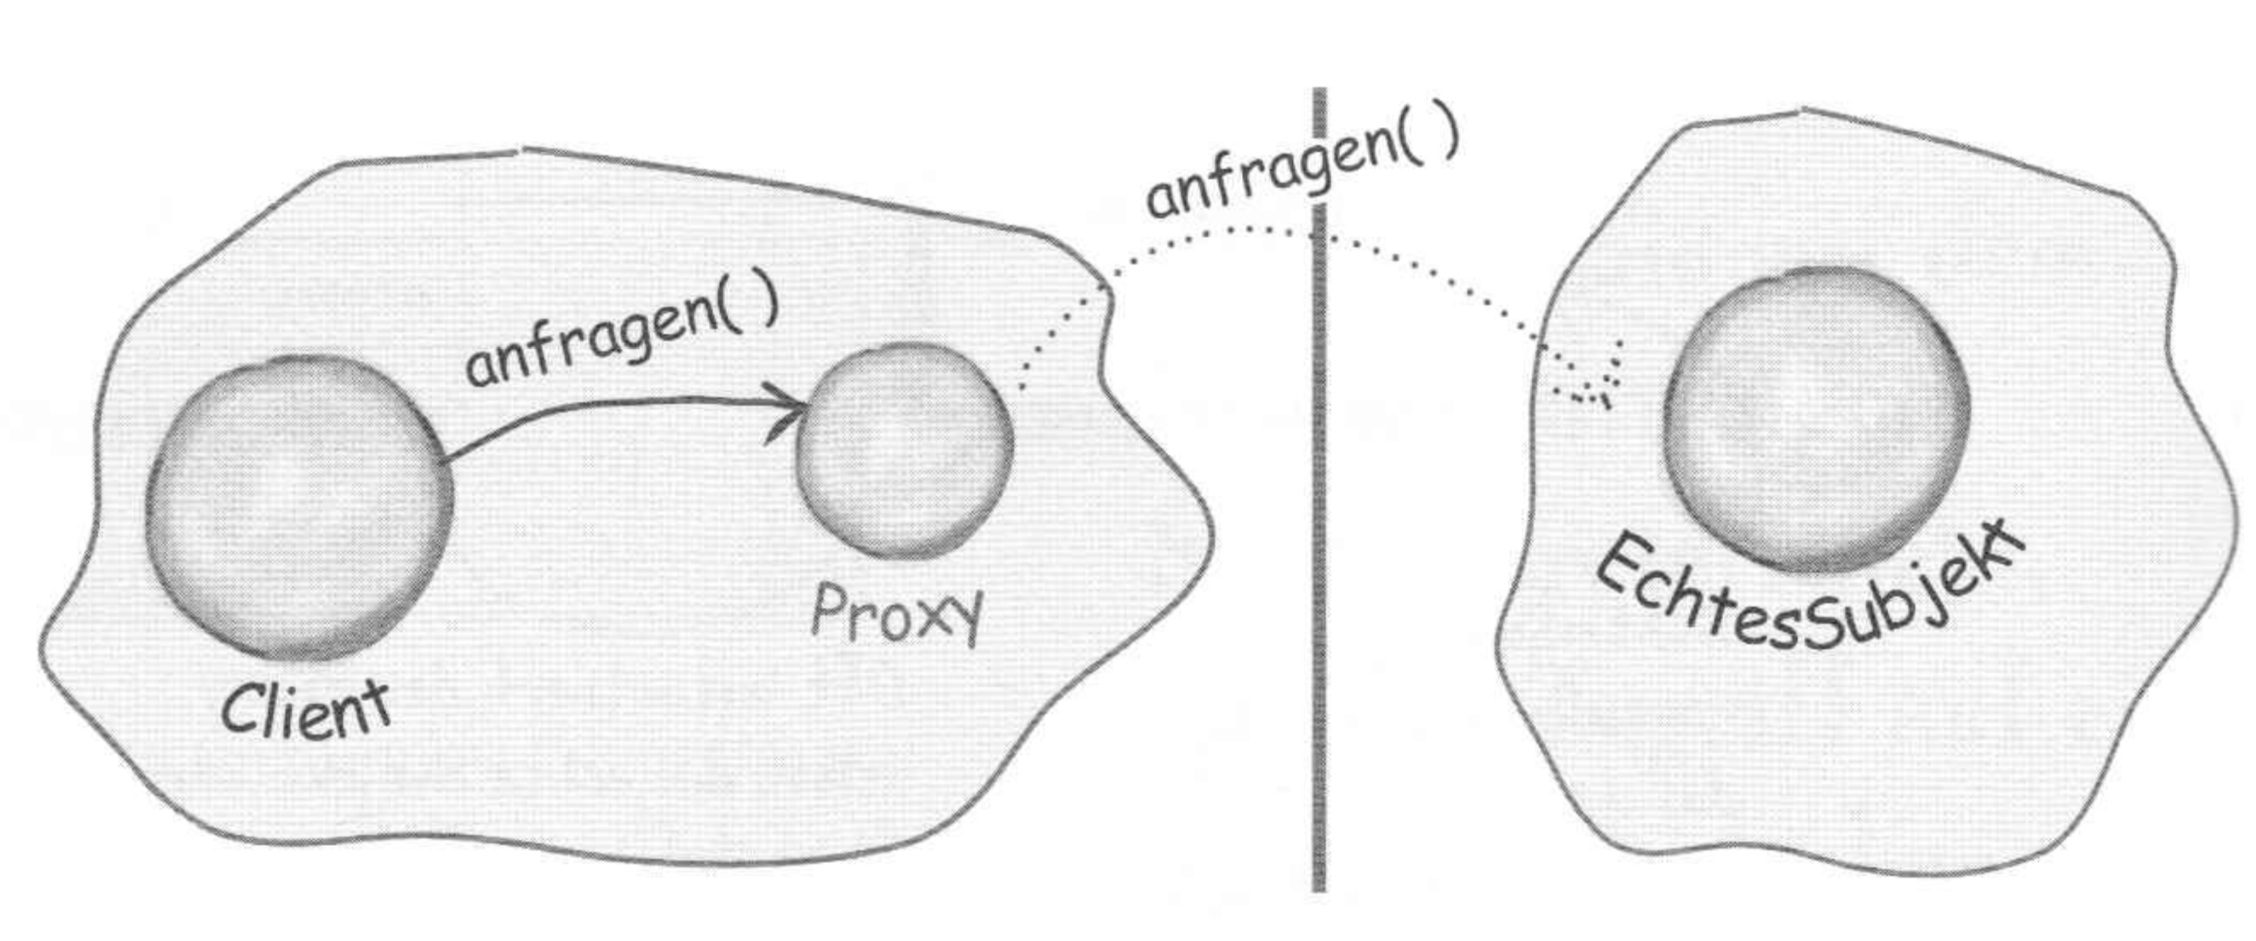 anfragen()
anfragen()
Proxy
EchtesSubjekt
Client